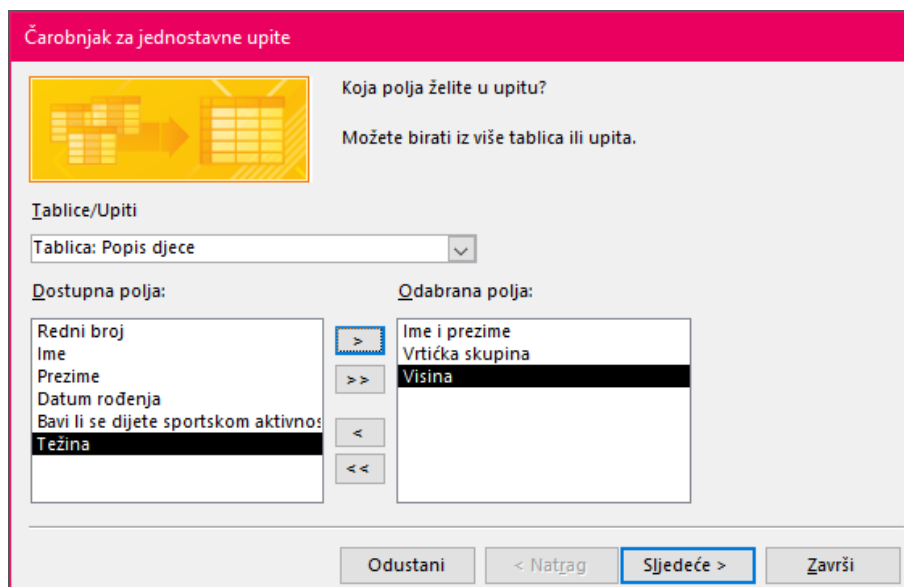 Čarobnjak za jednostavne upite
Koja polja želite u upitu?
Možete birati iz više tablica ili upita.
Tablice/Upiti
Tablica: Popis djece
Dostupna polja:
Odabrana polja:
Redni broj
Ime
Prezime
Datum rođenja
Bavi li se dijete sportskom aktivnos
Težina
>
>>
<
<<
Ime i prezime
Vrtićka skupina
Visina
Odustani
< Natrag
Sljedeće >
Završi